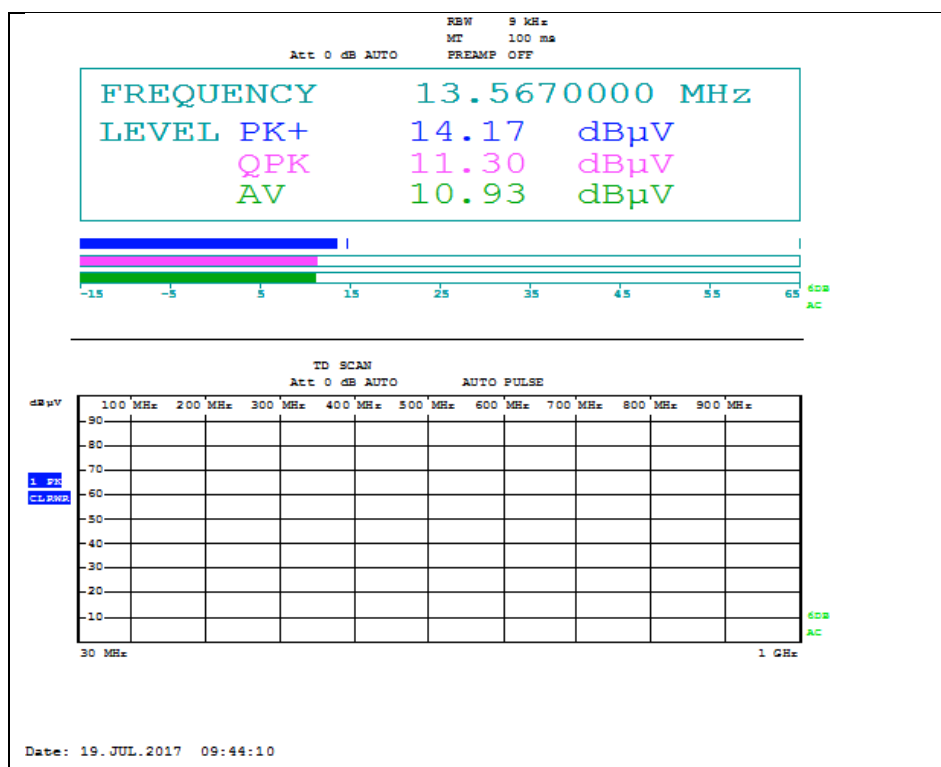 RBW 9 kHz
MT 100 ms
Att 0 dB AUTO PREAMP OFF
FREQUENCY 13.5670000 MHz
LEVEL PK+ 14.17 dBµV
QPK 11.30 dBµV
AV 10.93 dBµV
-15 -5 5 15 25 35 45 55 65
6DB
AC
TD SCAN
Att 0 dB AUTO AUTO PULSE
dBµV
100 MHz 200 MHz 300 MHz 400 MHz 500 MHz 600 MHz 700 MHz 800 MHz 900 MHz
90
80
70
1 PK
60
CLRWR
50
40
30
20
10
6DB
AC
30 MHz 1 GHz
Date: 19.JUL.2017 09:44:10